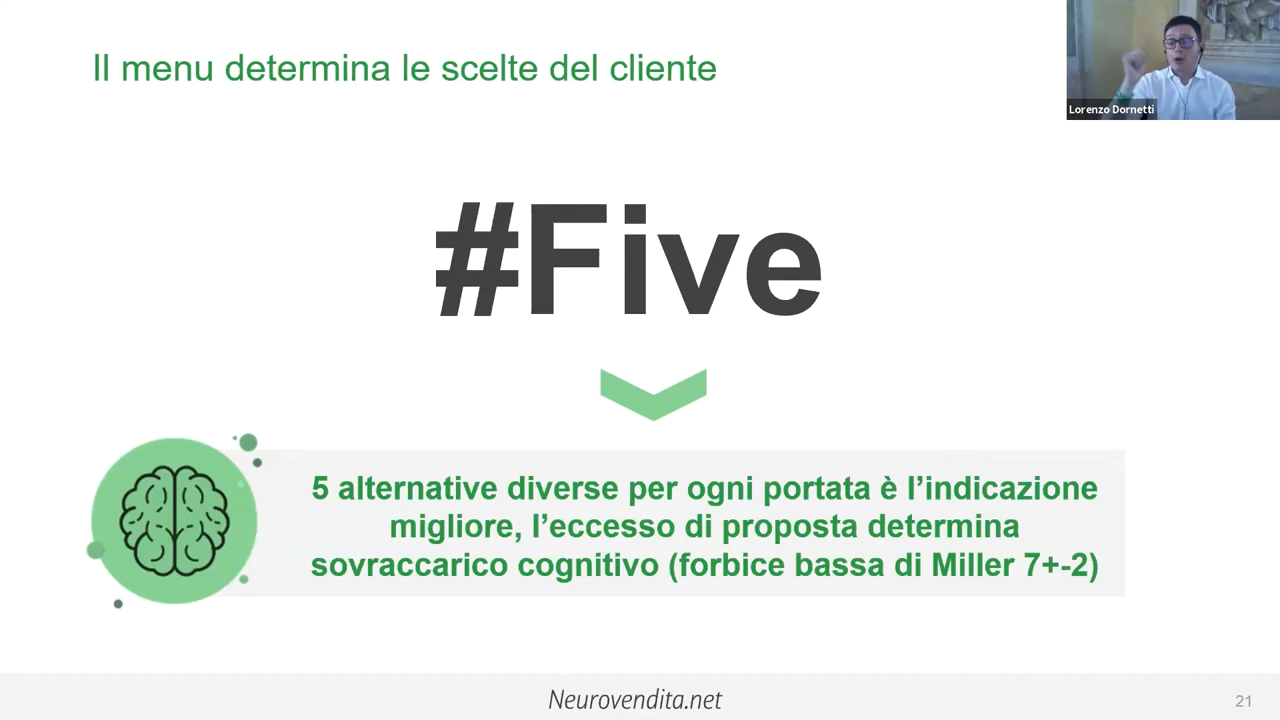 Il menu determina le scelte del cliente
Lorenzo Dornetti
#Five
5 alternative diverse per ogni portata è l’indicazione
migliore, l’eccesso di proposta determina
sovraccarico cognitivo (forbice bassa di Miller 7+-2)
Neurovendita.net
21